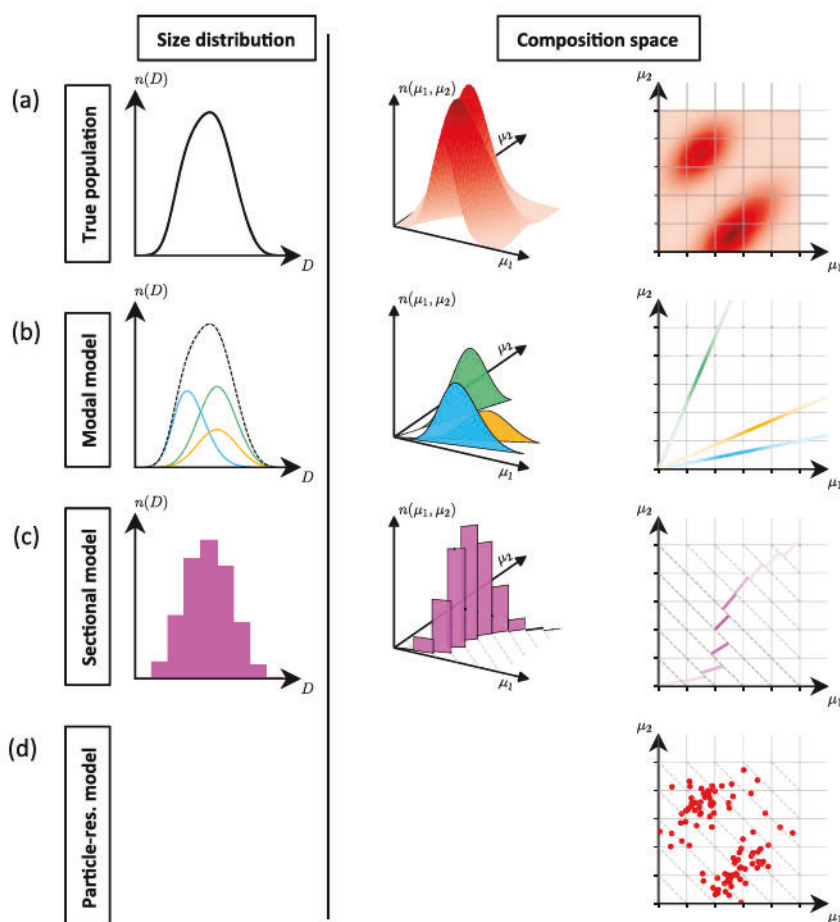 Size distribution
Composition space
(a)
True population
n(D)
D
n(μ₁, μ₂)
μ₂
μ₁
μ₂
μ₁
(b)
Modal model
n(D)
D
n(μ₁, μ₂)
μ₂
μ₁
μ₂
μ₁
(c)
Sectional model
n(D)
D
n(μ₁, μ₂)
μ₂
μ₁
μ₂
μ₁
(d)
Particle-res. model
μ₂
μ₁